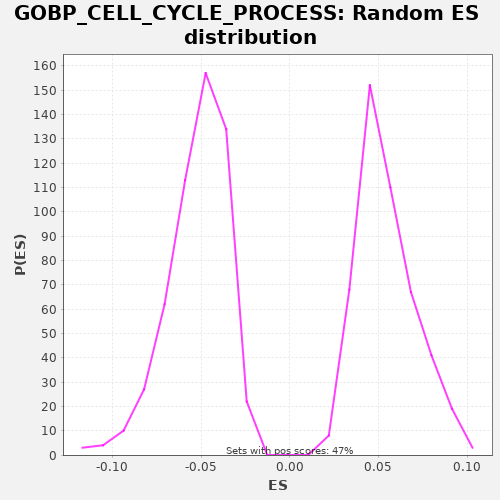 GOBP_CELL_CYCLE_PROCESS: Random ES
distribution
160
150
140
130
120
110
100
90
80
70
60
50
40
30
20
10
0
P(ES)
Sets with pos scores: 47%
-0.10 -0.05 0.00 0.05 0.10
ES